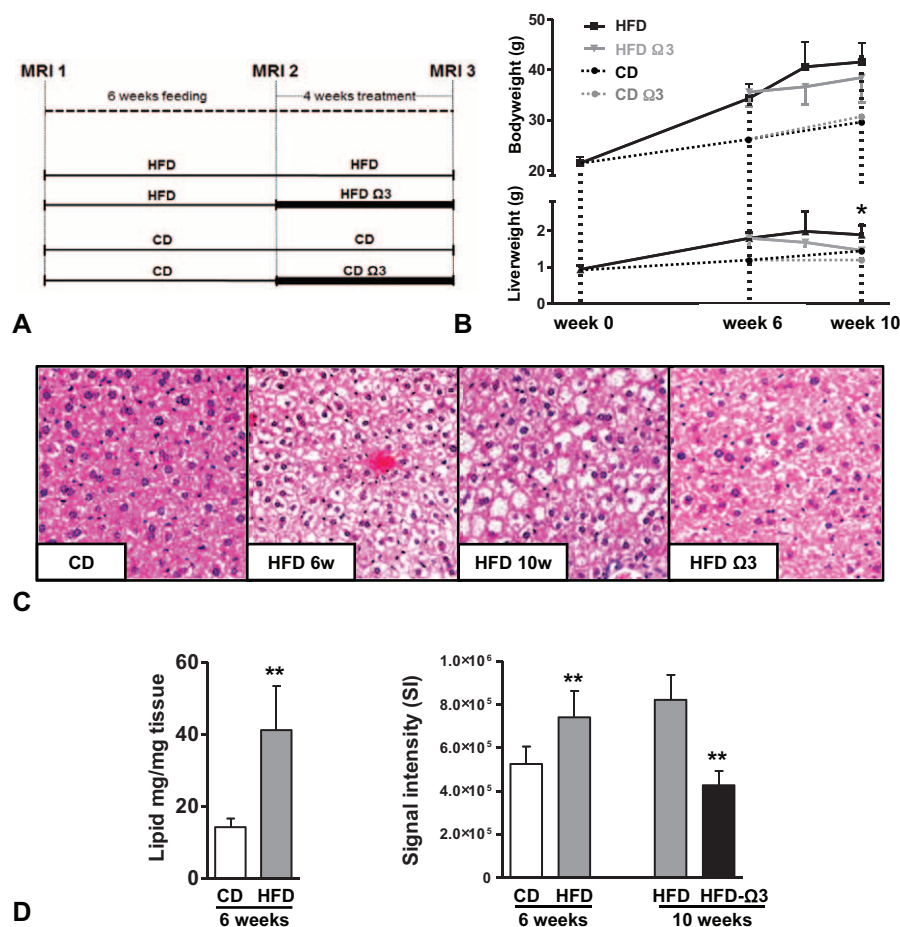 MRI 1 MRI 2 MRI 3
6 weeks feeding 4 weeks treatment
HFD HFD
HFD HFD Ω3
CD CD
CD CD Ω3
A
50
40
30
20
Bodyweight (g)
HFD
HFD Ω3
CD
CD Ω3
2
1
0
Liverweight (g)
*
week 0 week 6 week 10
B
CD HFD 6w HFD 10w HFD Ω3
C
Lipid mg/mg tissue
60
40
20
0
**
CD HFD
6 weeks
Signal intensity (SI)
1.0×10⁶
8.0×10⁵
6.0×10⁵
4.0×10⁵
2.0×10⁵
0
**
**
CD HFD HFD HFD-Ω3
6 weeks 10 weeks
D